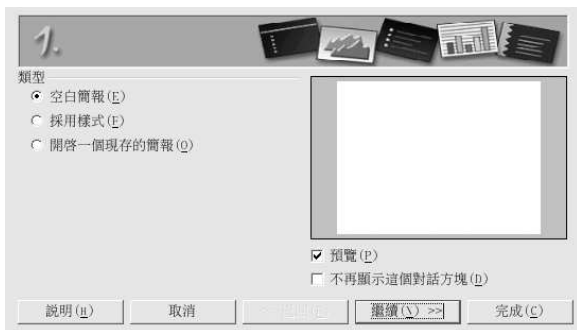 1.
類型
空白簡報(E)
採用樣式(F)
開啓一個現存的簡報(O)
預覽(P)
不再顯示這個對話方塊(D)
説明(H)
取消
繼續(\) >>
完成(C)